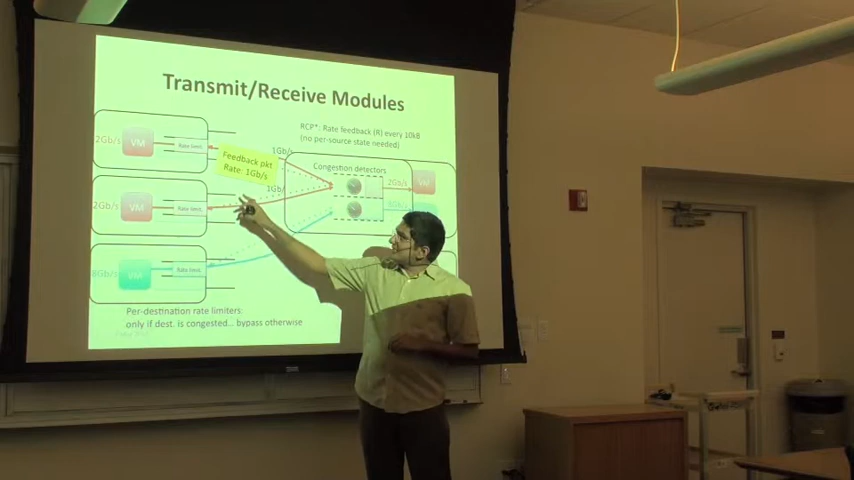 Transmit/Receive Modules
RCP*: Rate feedback (R) every 10kB
(no per-source state needed)
2Gb/s
VM
Rate limit.
Feedback pkt
Rate: 1Gb/s
1Gb/s
Congestion detectors
2Gb/s
VM
2Gb/s
VM
Rate limit.
1Gb/s
VM
Rate limit.
Per-destination rate limiters:
only if dest. is congested... bypass otherwise